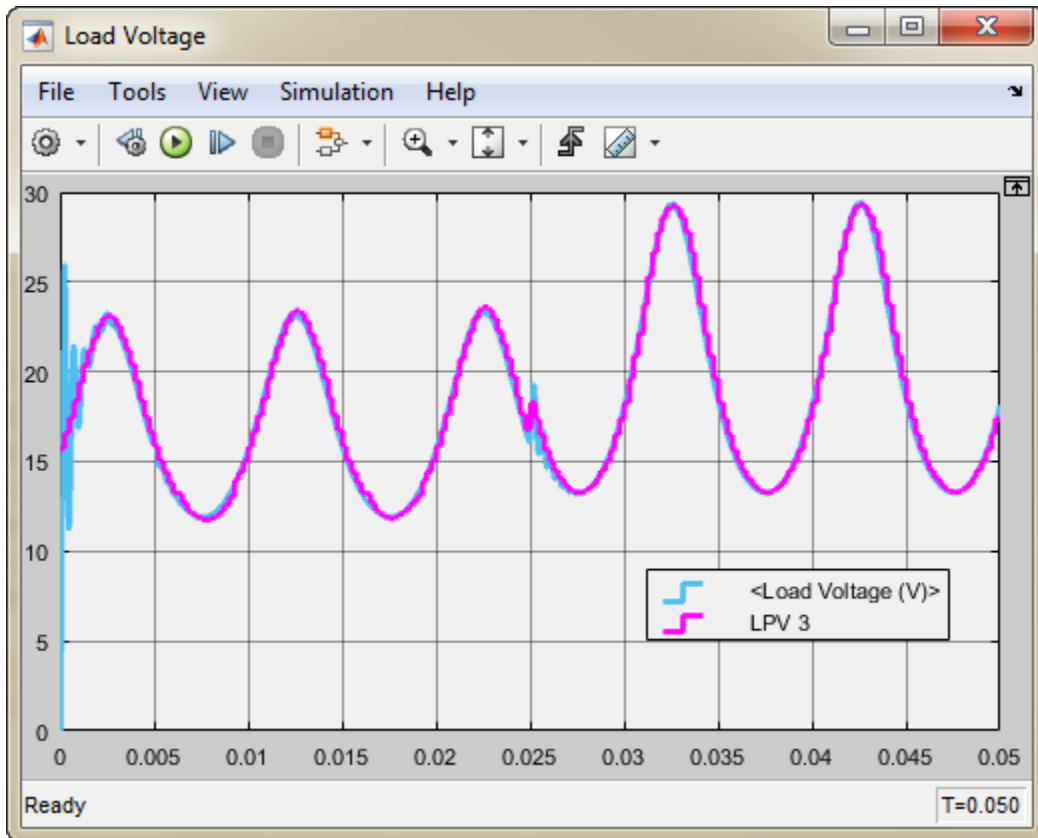 Load Voltage
File Tools View Simulation Help
30
25
20
15
10
5
0
<Load Voltage (V)>
LPV 3
0 0.005 0.01 0.015 0.02 0.025 0.03 0.035 0.04 0.045 0.05
Ready T=0.050